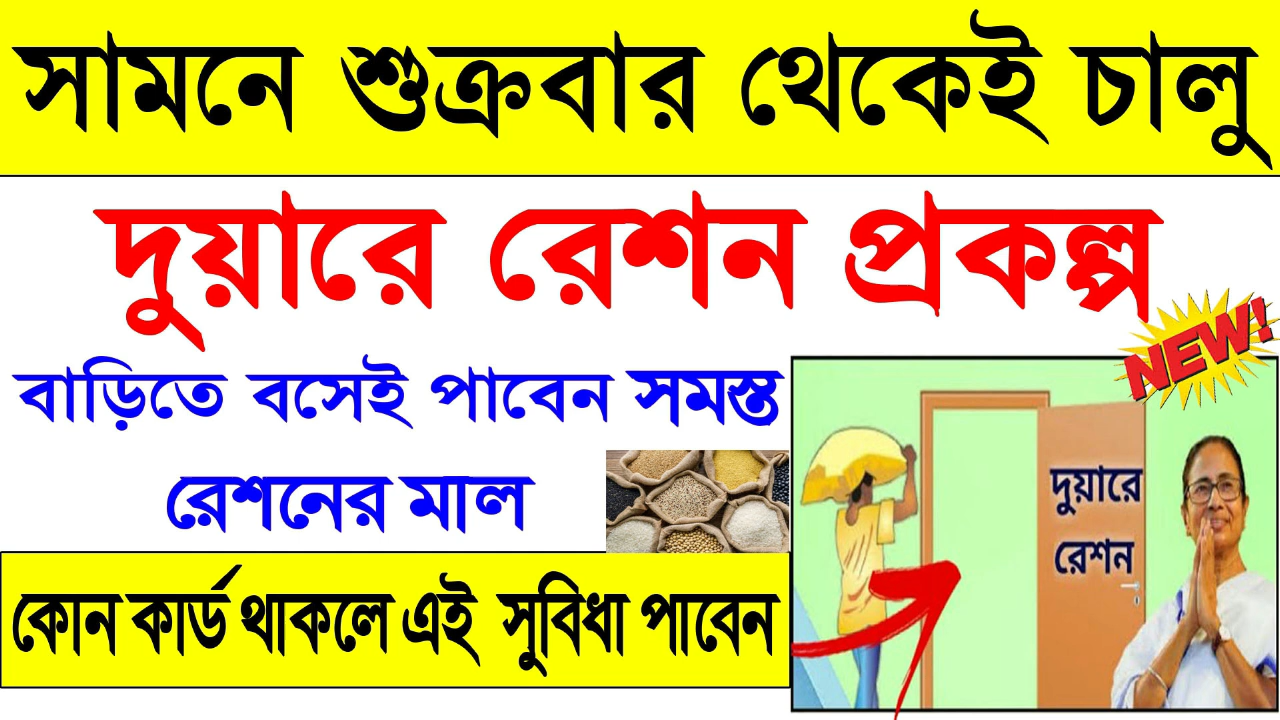 সামনে শুক্রবার থেকেই চালু
দুয়ারে রেশন প্রকল্প
NEW!
বাড়িতে বসেই পাবেন সমস্ত
রেশনের মাল
দুয়ারে
রেশন
কোন কার্ড থাকলে এই সুবিধা পাবেন